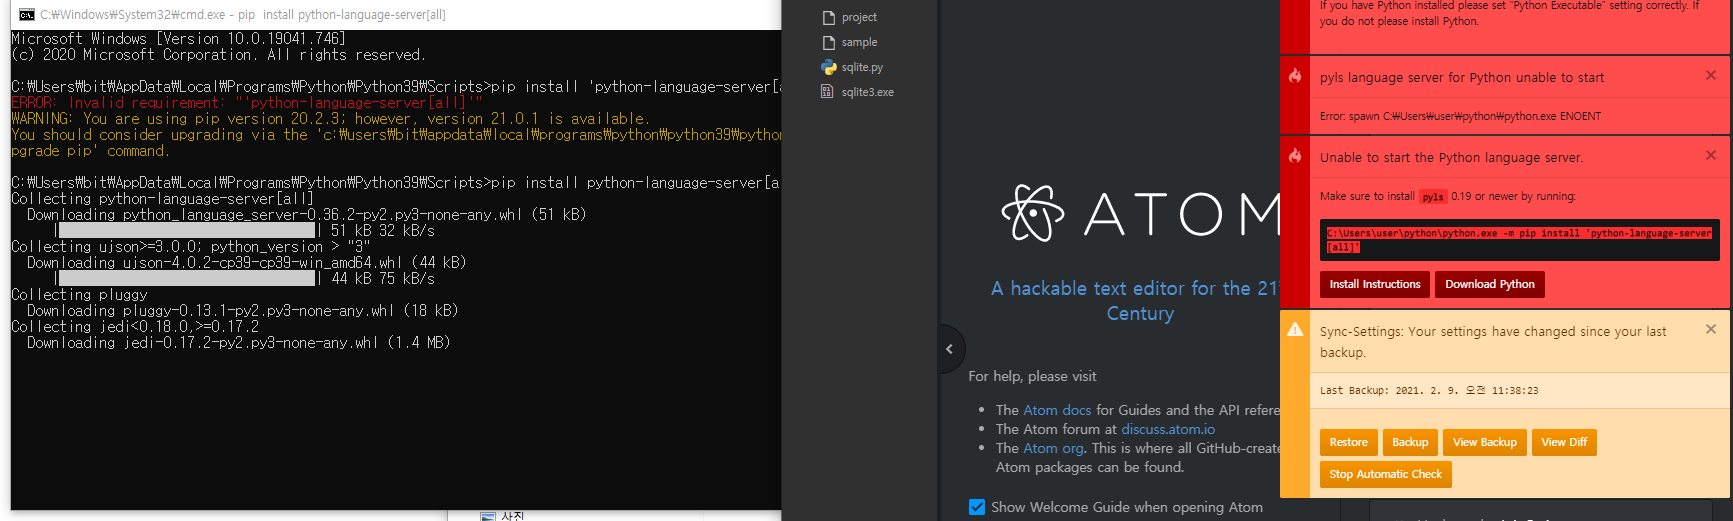 C:\Windows\System32\cmd.exe - pip  install python-language-server[all]
Microsoft Windows [Version 10.0.19041.746]
(c) 2020 Microsoft Corporation. All rights reserved.
C:₩Users₩bit₩AppData₩Local₩Programs₩Python₩Python39₩Scripts>pip install 'python-language-server[a
ERROR: Invalid requirement: "'python-language-server[all]'"
WARNING: You are using pip version 20.2.3; however, version 21.0.1 is available.
You should consider upgrading via the 'c:₩users₩bit₩appdata₩local₩programs₩python₩python39₩python
pgrade pip' command.
C:₩Users₩bit₩AppData₩Local₩Programs₩Python₩Python39₩Scripts>pip install python-language-server[a
Collecting python-language-server[all]
  Downloading python_language_server-0.36.2-py2.py3-none-any.whl (51 kB)
     |████████████████████████████████| 51 kB 32 kB/s
Collecting ujson>=3.0.0; python_version > "3"
  Downloading ujson-4.0.2-cp39-cp39-win_amd64.whl (44 kB)
     |████████████████████████████████| 44 kB 75 kB/s
Collecting pluggy
  Downloading pluggy-0.13.1-py2.py3-none-any.whl (18 kB)
Collecting jedi<0.18.0,>=0.17.2
  Downloading jedi-0.17.2-py2.py3-none-any.whl (1.4 MB)
사진
project
sample
sqlite.py
sqlite3.exe
ATOM
A hackable text editor for the 21
Century
For help, please visit
• The Atom docs for Guides and the API refere
• The Atom forum at discuss.atom.io
• The Atom org. This is where all GitHub-create
Atom packages can be found.
Show Welcome Guide when opening Atom
If you have Python installed please set "Python Executable" setting correctly. If
you do not please install Python.
pyls language server for Python unable to start
Error: spawn C:₩Users₩user₩python₩python.exe ENOENT
Unable to start the Python language server.
Make sure to install pyls 0.19 or newer by running:
C:\Users\user\python\python.exe -m pip install 'python-language-server
[all]'
Install Instructions Download Python
Sync-Settings: Your settings have changed since your last
backup.
Last Backup: 2021. 2. 9. 오전 11:38:23
Restore Backup View Backup View Diff
Stop Automatic Check